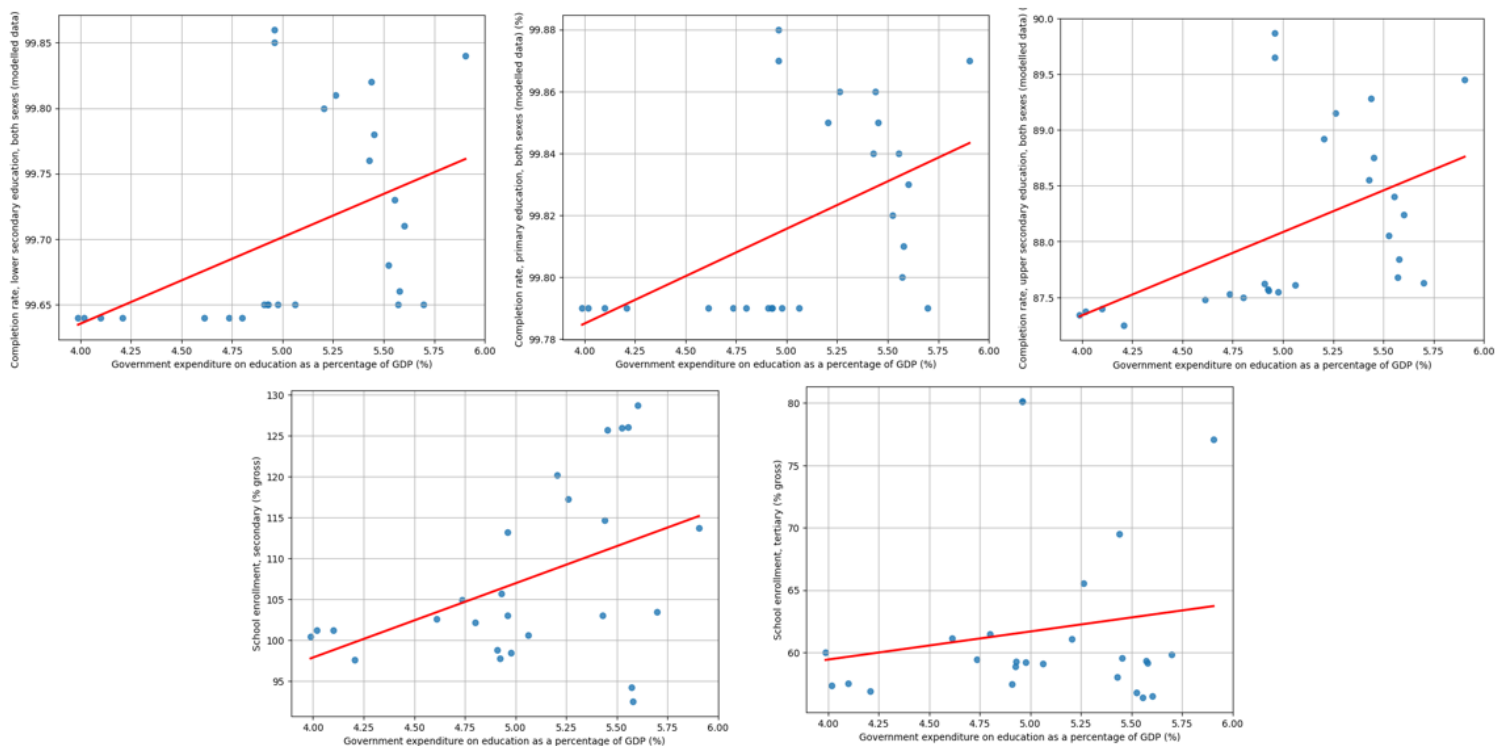 Completion rate, lower secondary education, both sexes (modelled data)
99.85
99.80
99.75
99.70
99.65
4.00 4.25 4.50 4.75 5.00 5.25 5.50 5.75 6.00
Government expenditure on education as a percentage of GDP (%)
Completion rate, primary education, both sexes (modelled data) (%)
99.88
99.86
99.84
99.82
99.80
99.78
4.00 4.25 4.50 4.75 5.00 5.25 5.50 5.75 6.00
Government expenditure on education as a percentage of GDP (%)
Completion rate, upper secondary education, both sexes (modelled data) (
90.0
89.5
89.0
88.5
88.0
87.5
4.00 4.25 4.50 4.75 5.00 5.25 5.50 5.75 6.00
Government expenditure on education as a percentage of GDP (%)
School enrollment, secondary (% gross)
130
125
120
115
110
105
100
95
4.00 4.25 4.50 4.75 5.00 5.25 5.50 5.75 6.00
Government expenditure on education as a percentage of GDP (%)
School enrollment, tertiary (% gross)
80
75
70
65
60
4.00 4.25 4.50 4.75 5.00 5.25 5.50 5.75 6.00
Government expenditure on education as a percentage of GDP (%)